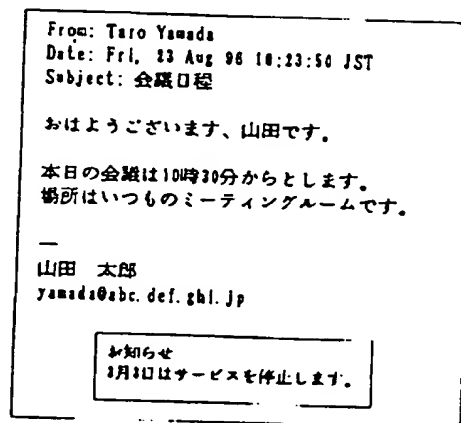 From: Taro Yamada
Date: Fri, 23 Aug 96 10:23:50 JST
Subject: 会議日程
おはようございます、山田です。
本日の会議は10時30分からとします。
場所はいつものミーティングルームです。
—
山田　太郎
yamada@abc.def.ghi.jp
お知らせ
3月3日はサービスを停止します。